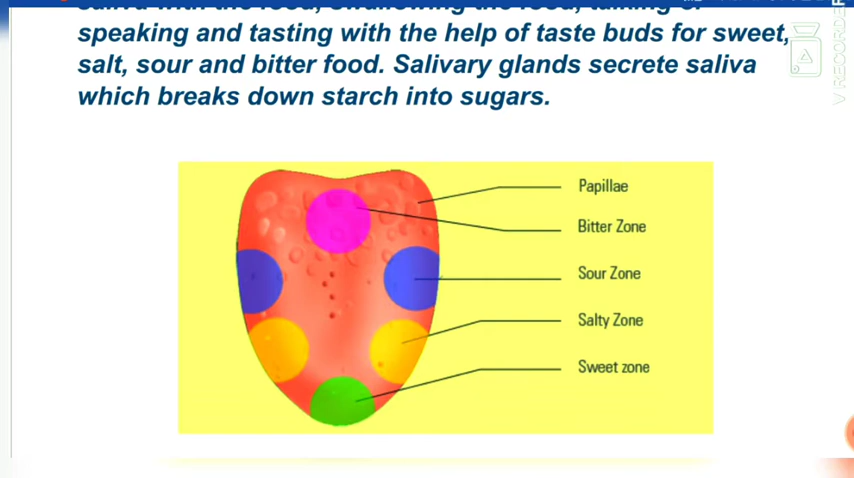 speaking and tasting with the help of taste buds for sweet,
salt, sour and bitter food. Salivary glands secrete saliva
which breaks down starch into sugars.
Papillae
Bitter Zone
Sour Zone
Salty Zone
Sweet zone
V RECORDER